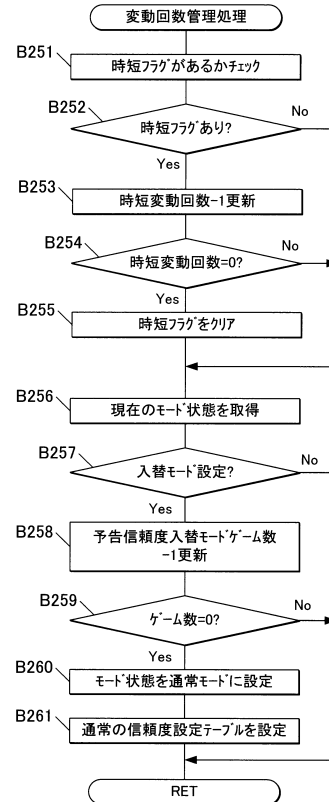 変動回数管理処理
B251
時短フラグがあるかチェック
B252
時短フラグあり?
No
Yes
B253
時短変動回数-1更新
B254
時短変動回数=0?
No
Yes
B255
時短フラグをクリア
B256
現在のモード状態を取得
B257
入替モード設定?
No
Yes
B258
予告信頼度入替モードゲーム数
-1更新
B259
ゲーム数=0?
No
Yes
B260
モード状態を通常モードに設定
B261
通常の信頼度設定テーブルを設定
RET